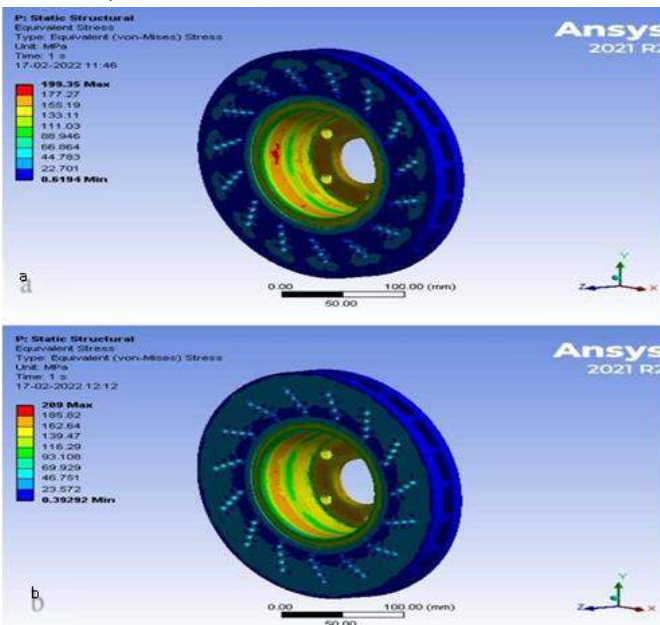 P: Static Structural
Equivalent Stress
Type: Equivalent (von-Mises) Stress
Unit: MPa
Time: 1 s
17-02-2022 11:46
199.35 Max
177.27
155.19
133.11
111.03
88.946
66.864
44.783
22.701
0.6194 Min
Ansys
2021 R2
0.00 100.00 (mm)
50.00
Y
Z X
a
a
P: Static Structural
Equivalent Stress
Type: Equivalent (von-Mises) Stress
Unit: MPa
Time: 1 s
17-02-2022 12:12
209 Max
185.82
162.64
139.47
116.29
93.108
69.929
46.751
23.572
0.39292 Min
Ansys
2021 R2
0.00 100.00 (mm)
50.00
Y
Z X
b
b